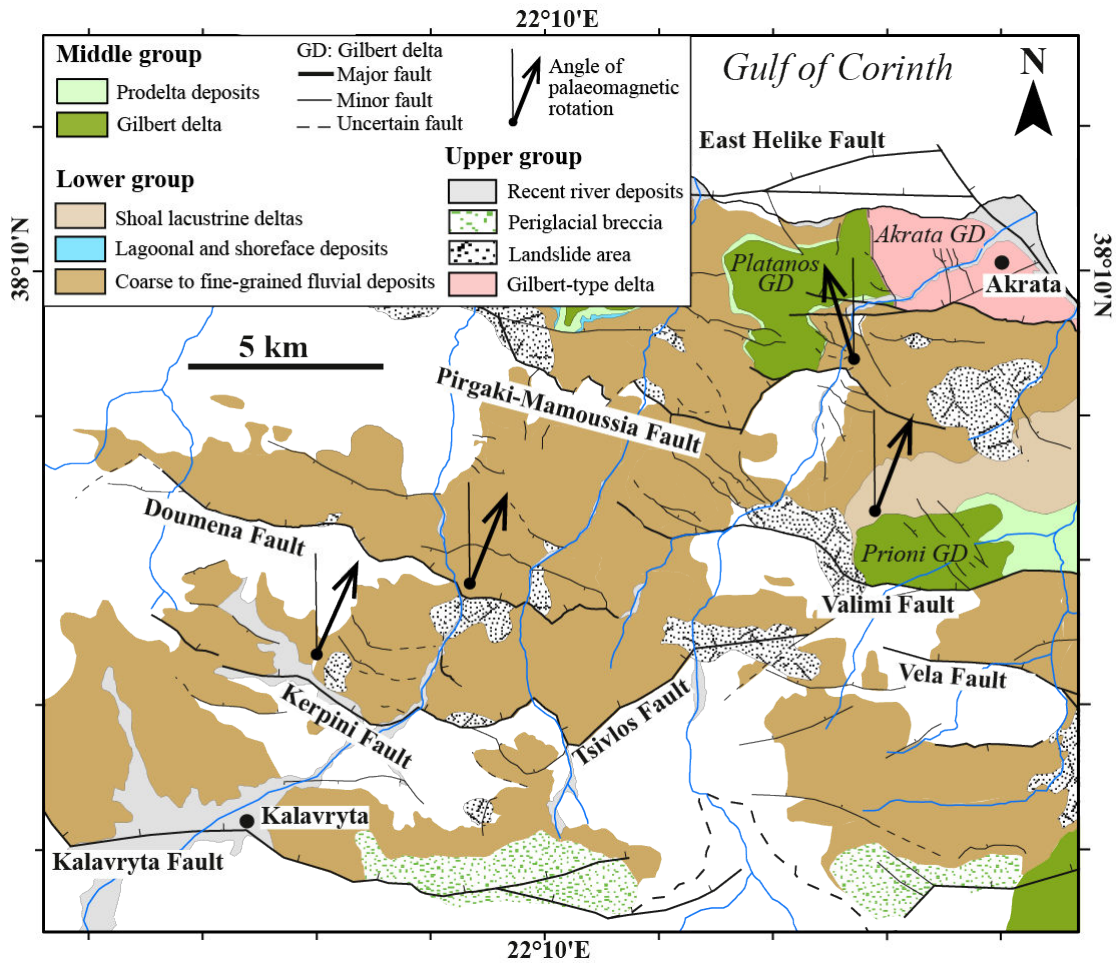 22°10'E
Middle group
Prodelta deposits
Gilbert delta
GD: Gilbert delta
Major fault
Minor fault
Uncertain fault
Angle of
palaeomagnetic
rotation
Lower group
Shoal lacustrine deltas
Lagoonal and shoreface deposits
Coarse to fine-grained fluvial deposits
Upper group
Recent river deposits
Periglacial breccia
Landslide area
Gilbert-type delta
Gulf of Corinth
N
East Helike Fault
38°10'N
38°10'N
Akrata GD
Platanos
GD
Akrata
5 km
Pirgaki-Mamoussia Fault
Doumena Fault
Prioni GD
Valimi Fault
Vela Fault
Kerpini Fault
Tsivlos Fault
Kalavryta
Kalavryta Fault
22°10'E